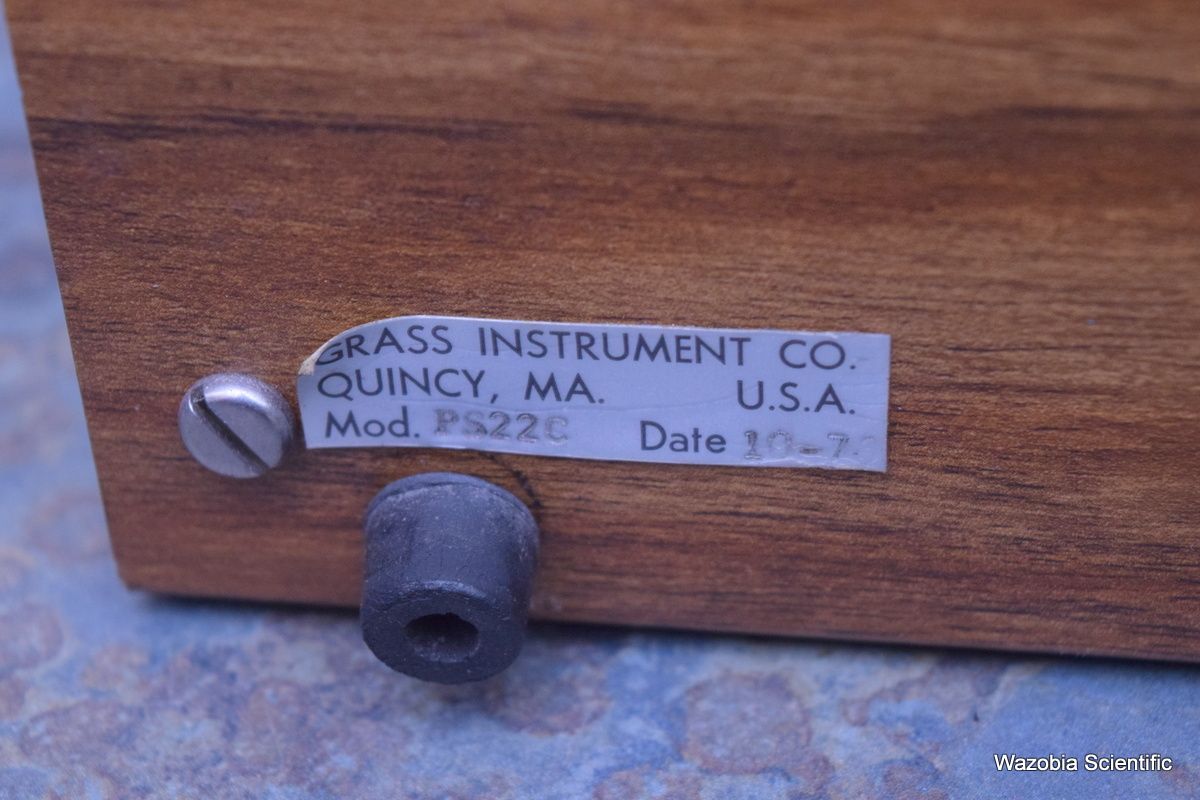 GRASS INSTRUMENT CO.
QUINCY, MA. U.S.A.
Mod. PS22C Date
Wazobia Scientific